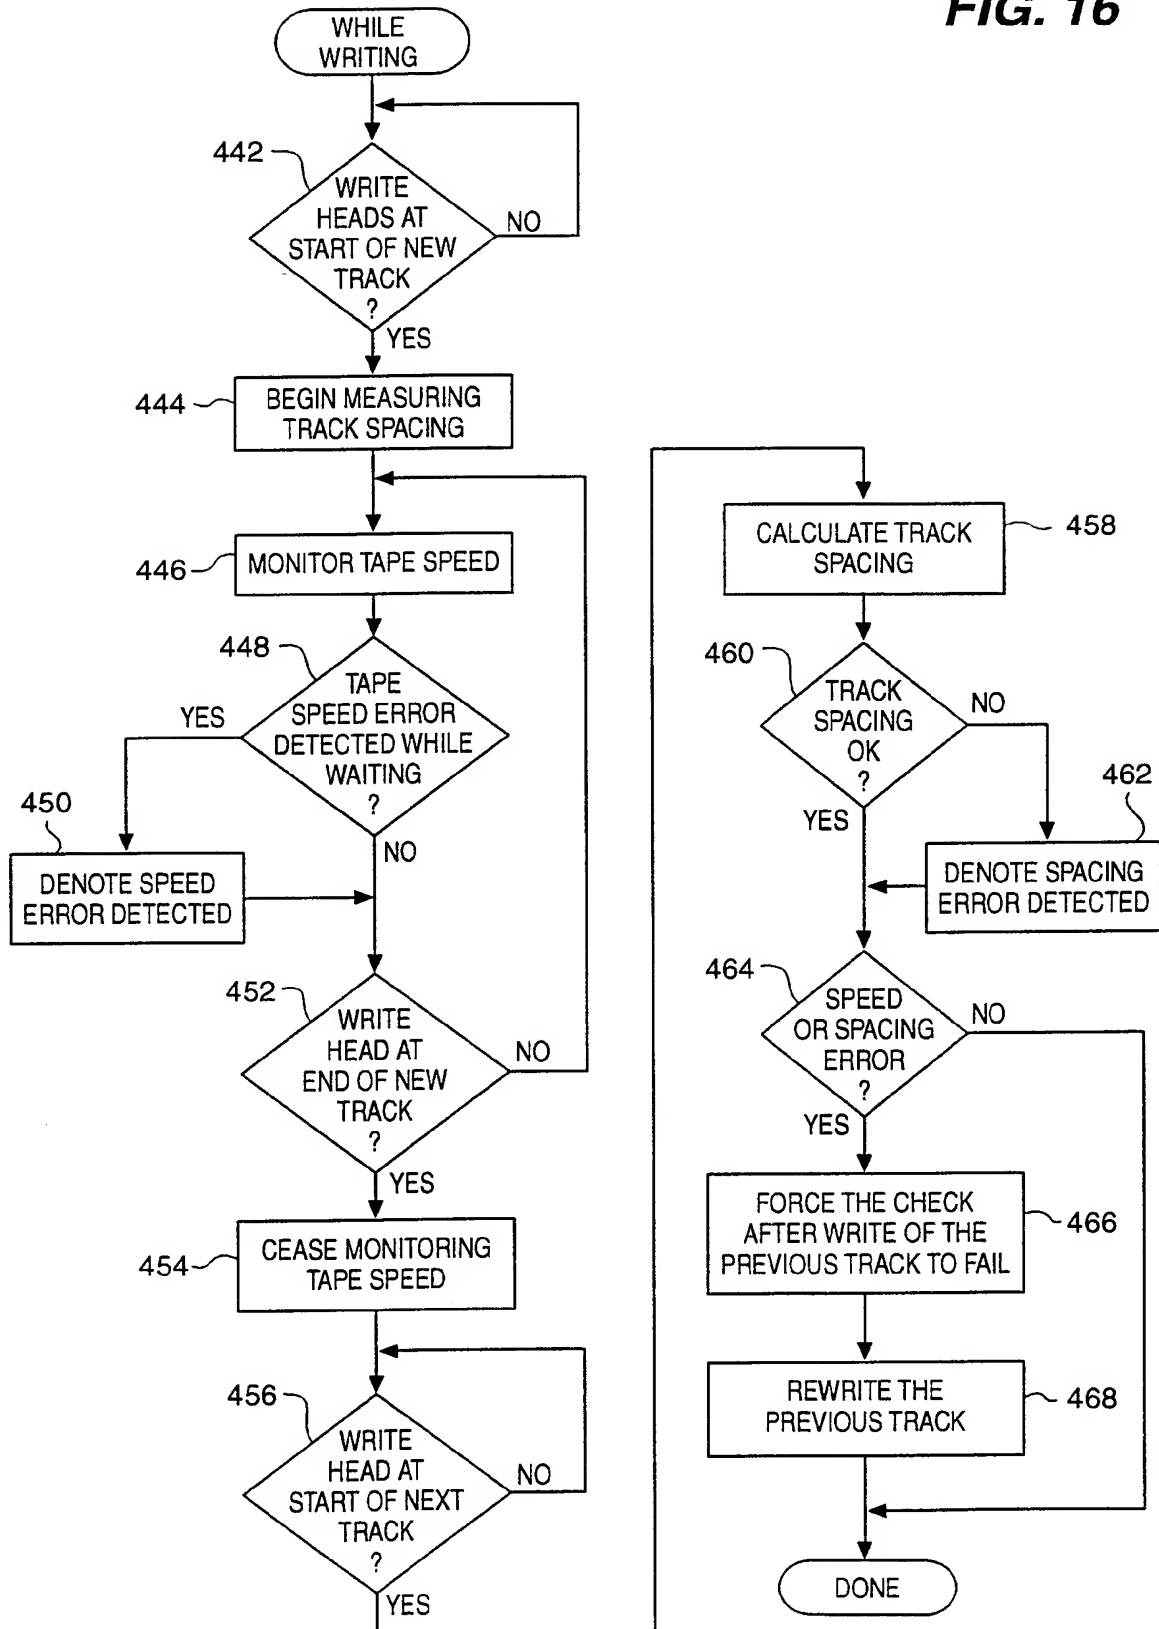 FIG. 16
WHILE
WRITING
442
WRITE
HEADS AT
START OF NEW
TRACK
?
NO
YES
444
BEGIN MEASURING
TRACK SPACING
446
MONITOR TAPE SPEED
448
TAPE
SPEED ERROR
DETECTED WHILE
WAITING
?
YES
NO
450
DENOTE SPEED
ERROR DETECTED
452
WRITE
HEAD AT
END OF NEW
TRACK
?
NO
YES
454
CEASE MONITORING
TAPE SPEED
456
WRITE
HEAD AT
START OF NEXT
TRACK
?
NO
YES
CALCULATE TRACK
SPACING
458
460
TRACK
SPACING
OK
?
NO
YES
462
DENOTE SPACING
ERROR DETECTED
464
SPEED
OR SPACING
ERROR
?
NO
YES
FORCE THE CHECK
AFTER WRITE OF THE
PREVIOUS TRACK TO FAIL
466
REWRITE THE
PREVIOUS TRACK
468
DONE